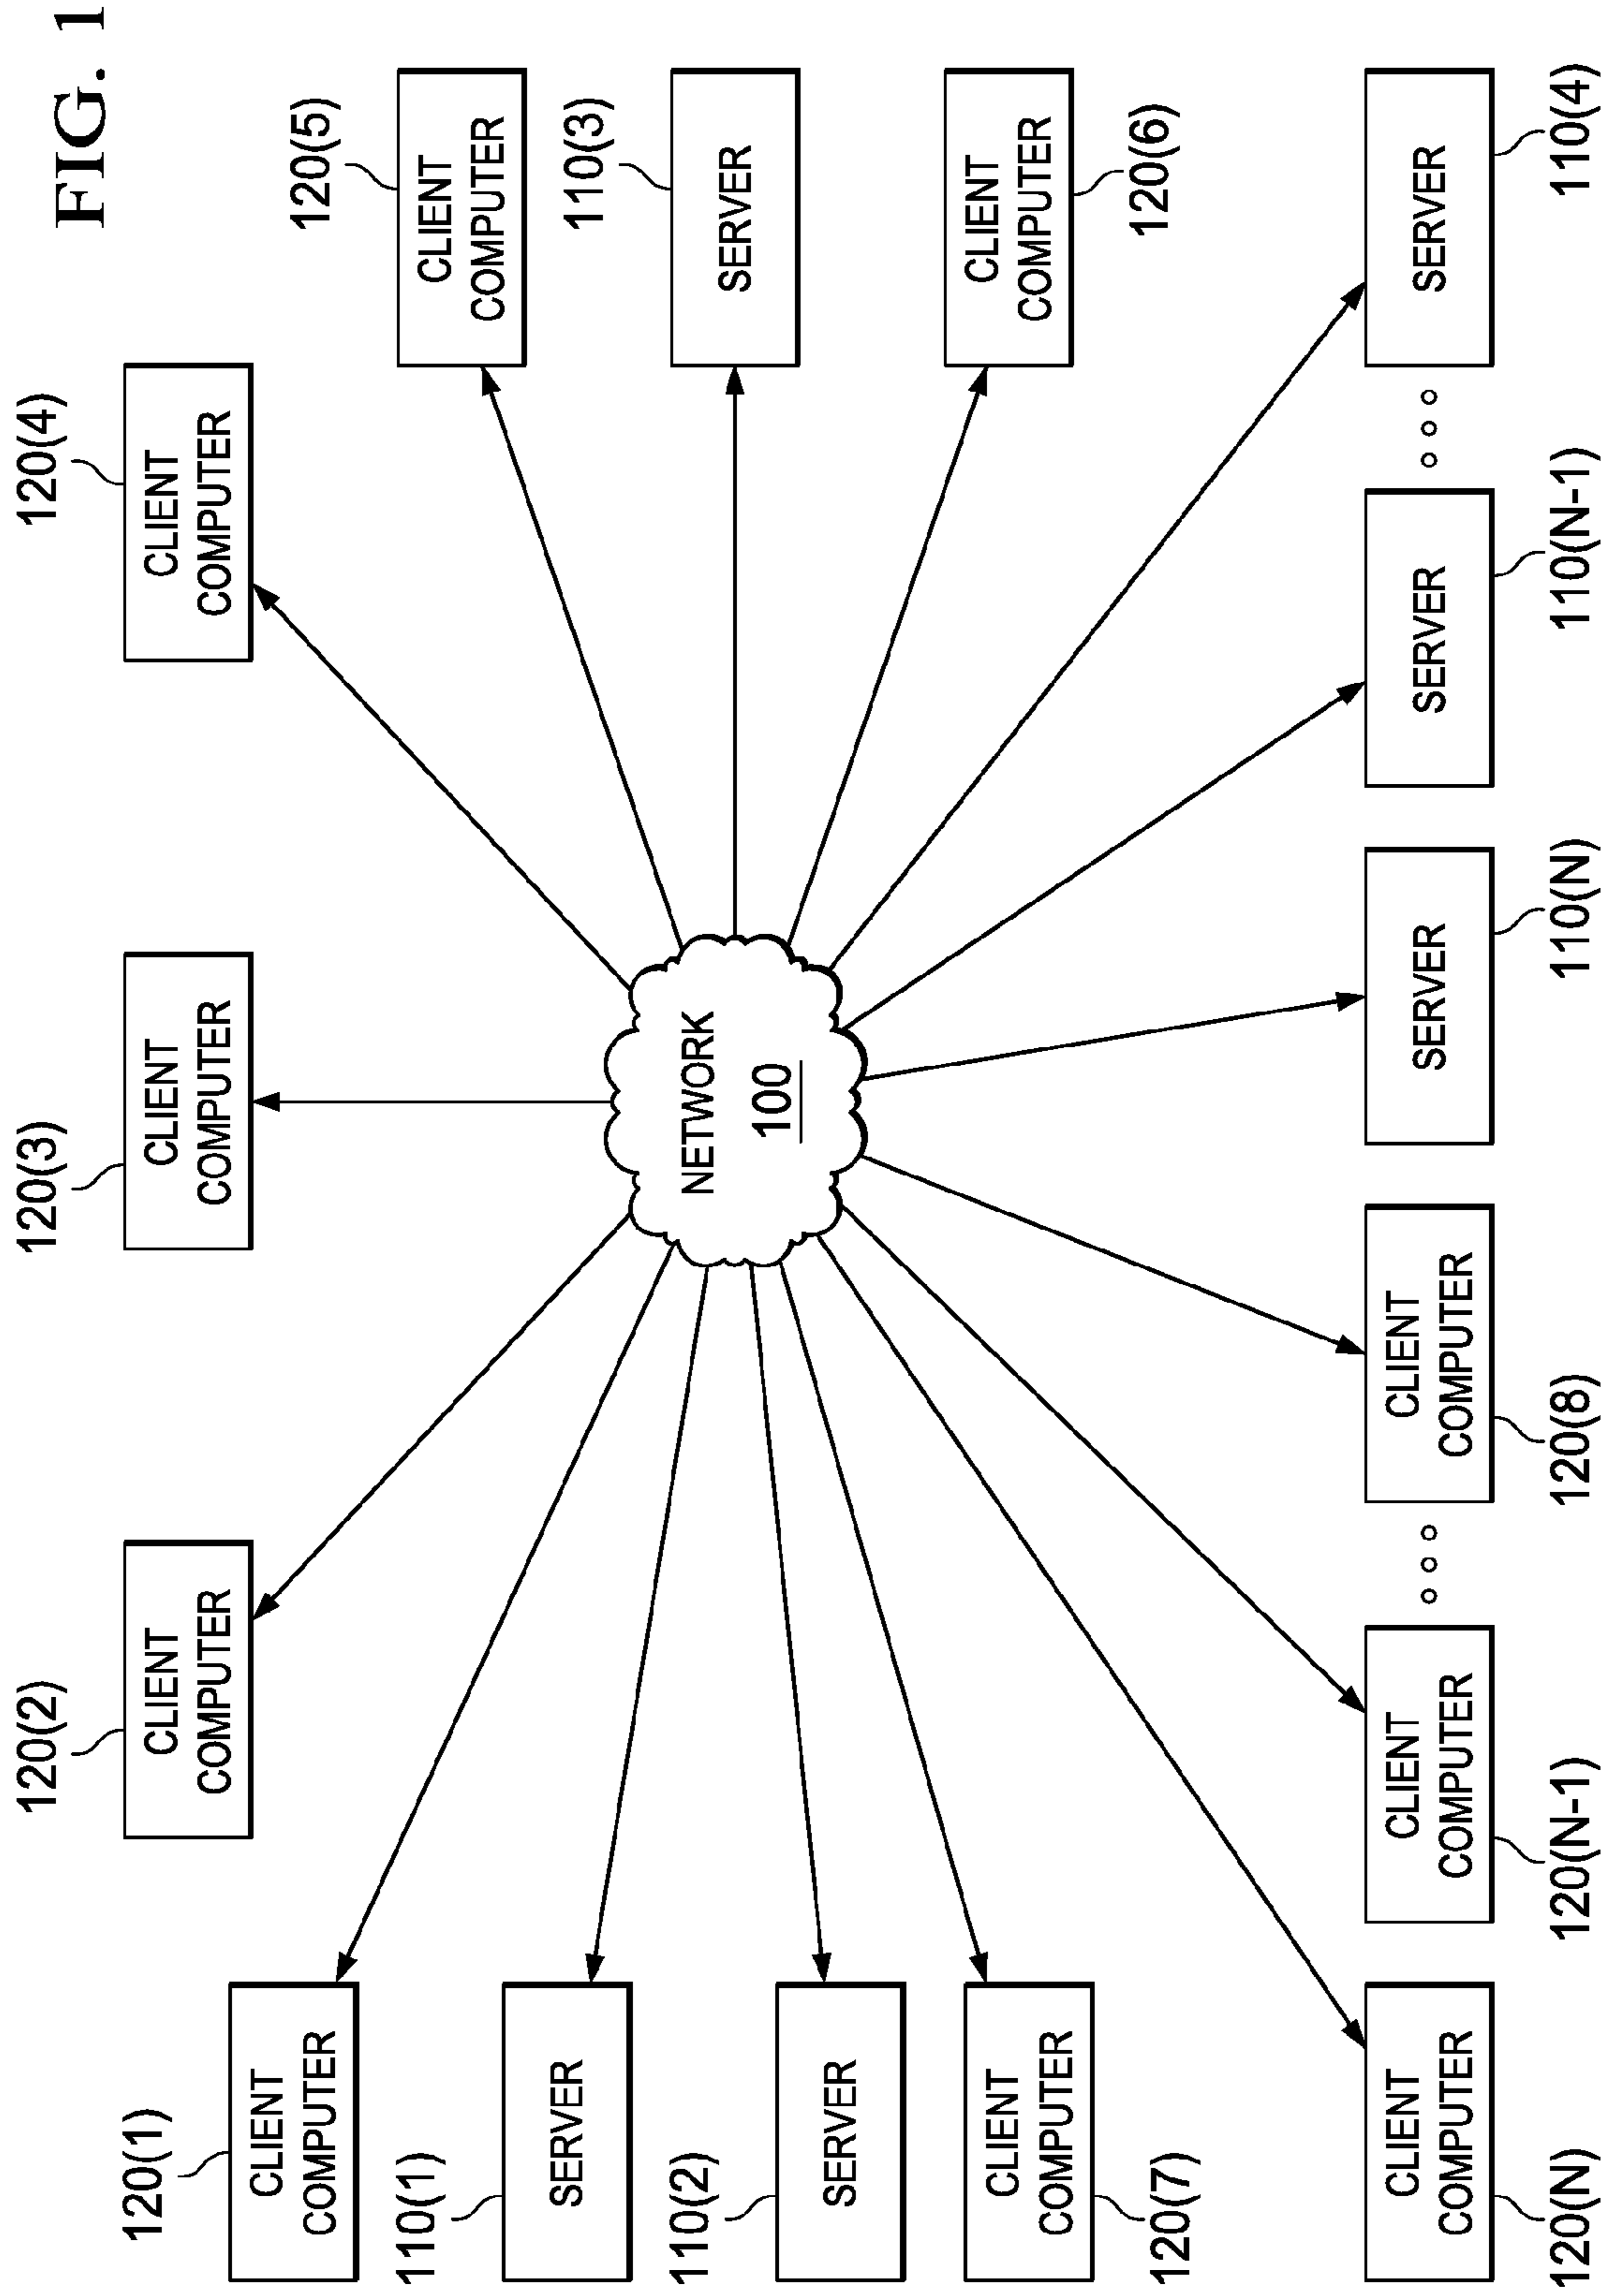 FIG. 1
120(2)
120(3)
120(4)
CLIENT
COMPUTER
CLIENT
COMPUTER
CLIENT
COMPUTER
120(1)
CLIENT
COMPUTER
120(5)
CLIENT
COMPUTER
110(1)
SERVER
110(3)
SERVER
NETWORK
100
110(2)
SERVER
CLIENT
COMPUTER
120(6)
CLIENT
COMPUTER
120(7)
CLIENT
COMPUTER
CLIENT
COMPUTER
CLIENT
COMPUTER
SERVER
SERVER
SERVER
120(N)
120(N-1)
120(8)
110(N)
110(N-1)
110(4)